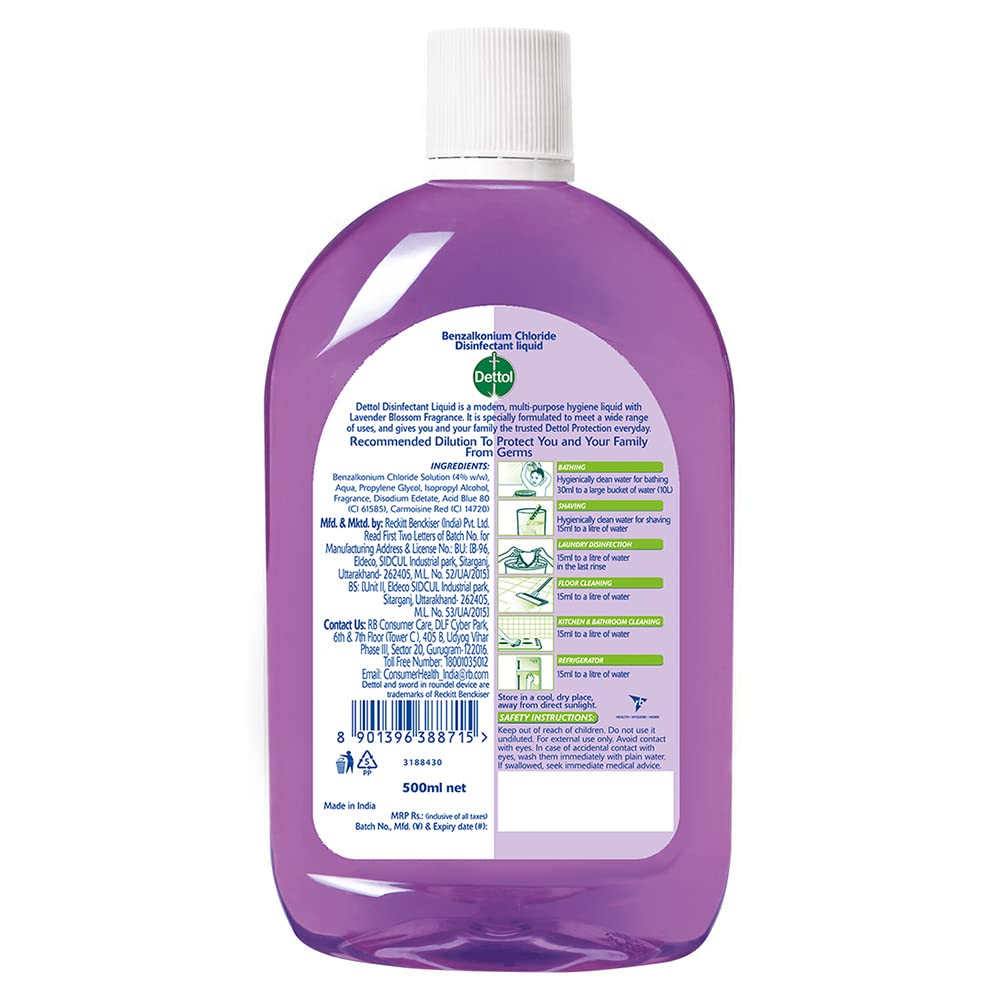 Benzalkonium Chloride
Disinfectant liquid
Dettol
Dettol Disinfectant Liquid is a modern, multi-purpose hygiene liquid with
Lavender Blossom Fragrance. It is specially formulated to meet a wide range
of uses, and gives you and your family the trusted Dettol Protection everyday.
Recommended Dilution To Protect You and Your Family
From Germs
INGREDIENTS:
Benzalkonium Chloride Solution (4% w/w),
Aqua, Propylene Glycol, Isopropyl Alcohol,
Fragrance, Disodium Edetate, Acid Blue 80
(CI 61585), Carmoisine Red (CI 14720)
Mfd. & Mktd. by: Reckitt Benckiser (India) Pvt. Ltd.
Read First Two Letters of Batch No. for
Manufacturing Address & License No.: BU: [B-96,
Eldeco, SIDCUL Industrial park, Sitarganj,
Uttarakhand- 262405, M.L. No. 52/UA/2015]
BS: [Unit II, Eldeco SIDCUL Industrial park,
Sitarganj, Uttarakhand- 262405,
M.L. No. 53/UA/2015]
Contact Us: RB Consumer Care, DLF Cyber Park,
6th & 7th Floor (Tower C), 405 B, Udyog Vihar
Phase III, Sector 20, Gurugram-122016.
Toll Free Number: 18001035012
Email: ConsumerHealth_India@rb.com
Dettol and sword in roundel device are
trademarks of Reckitt Benckiser
8 901396 388715 >
5
PP
3188430
500ml net
Made in India
MRP Rs.: (inclusive of all taxes)
Batch No., Mfd. (¥) & Expiry date (#):
BATHING
Hygienically clean water for bathing
30ml to a large bucket of water (10L)
SHAVING
Hygienically clean water for shaving
15ml to a litre of water
LAUNDRY DISINFECTION
15ml to a litre of water
in the last rinse
FLOOR CLEANING
15ml to a litre of water
KITCHEN & BATHROOM CLEANING
15ml to a litre of water
REFRIGERATOR
15ml to a litre of water
Store in a cool, dry place,
away from direct sunlight.
rb
HEALTH • HYGIENE • HOME
SAFETY INSTRUCTIONS:
Keep out of reach of children. Do not use it
undiluted. For external use only. Avoid contact
with eyes. In case of accidental contact with
eyes, wash them immediately with plain water.
If swallowed, seek immediate medical advice.